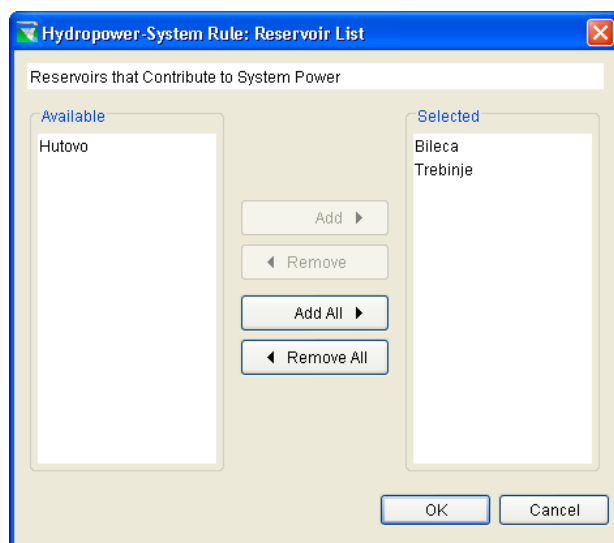 Hydropower-System Rule: Reservoir List
Reservoirs that Contribute to System Power
Available
Hutovo
Selected
Bileca
Trebinje
Add
Remove
Add All
Remove All
OK
Cancel